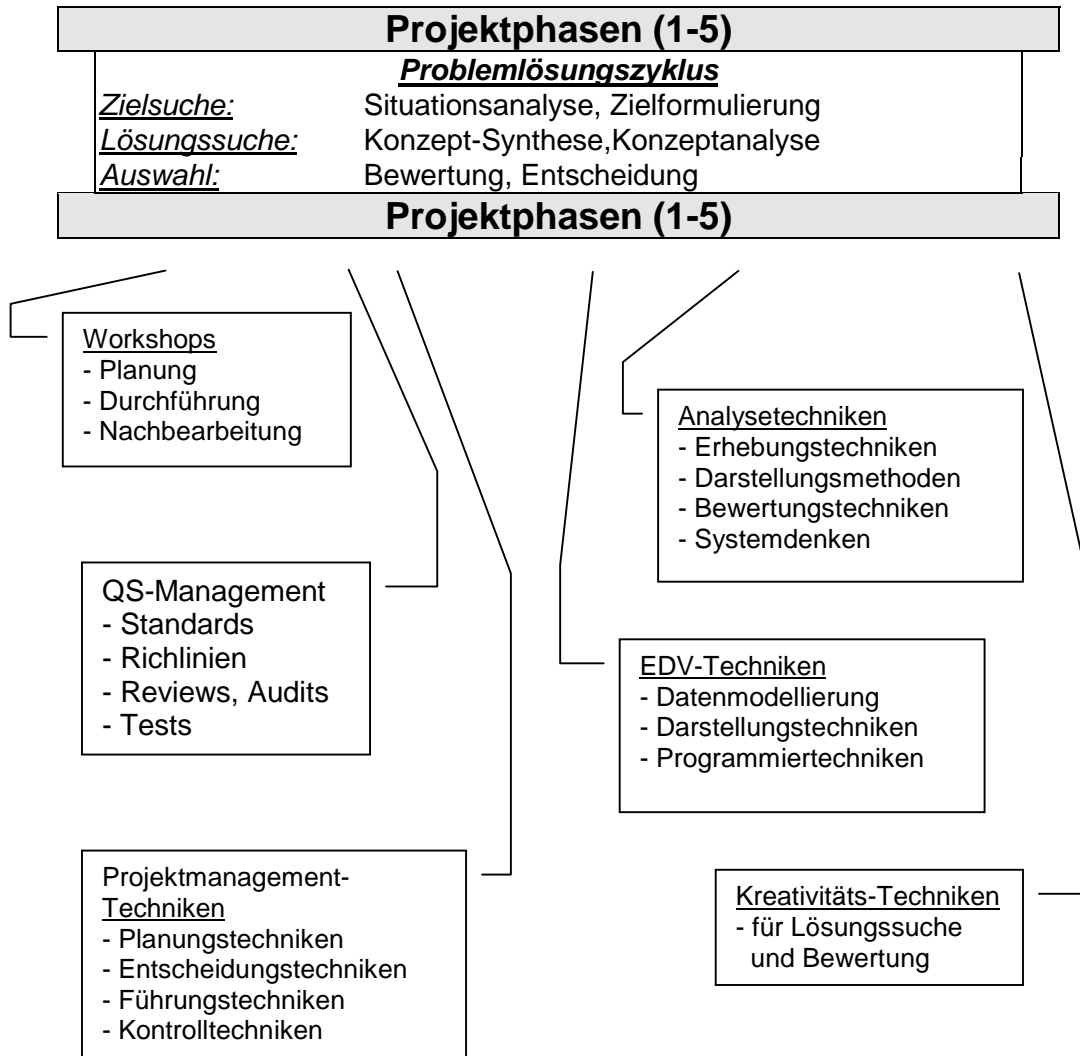 Projektphasen (1-5)
Problemlösungszyklus
Zielsuche: Situationsanalyse, Zielformulierung
Lösungssuche: Konzept-Synthese,Konzeptanalyse
Auswahl: Bewertung, Entscheidung
Projektphasen (1-5)
Workshops
- Planung
- Durchführung
- Nachbearbeitung
Analysetechniken
- Erhebungstechniken
- Darstellungsmethoden
- Bewertungstechniken
- Systemdenken
QS-Management
- Standards
- Richlinien
- Reviews, Audits
- Tests
EDV-Techniken
- Datenmodellierung
- Darstellungstechniken
- Programmiertechniken
Projektmanagement-
Techniken
- Planungstechniken
- Entscheidungstechniken
- Führungstechniken
- Kontrolltechniken
Kreativitäts-Techniken
- für Lösungssuche
und Bewertung